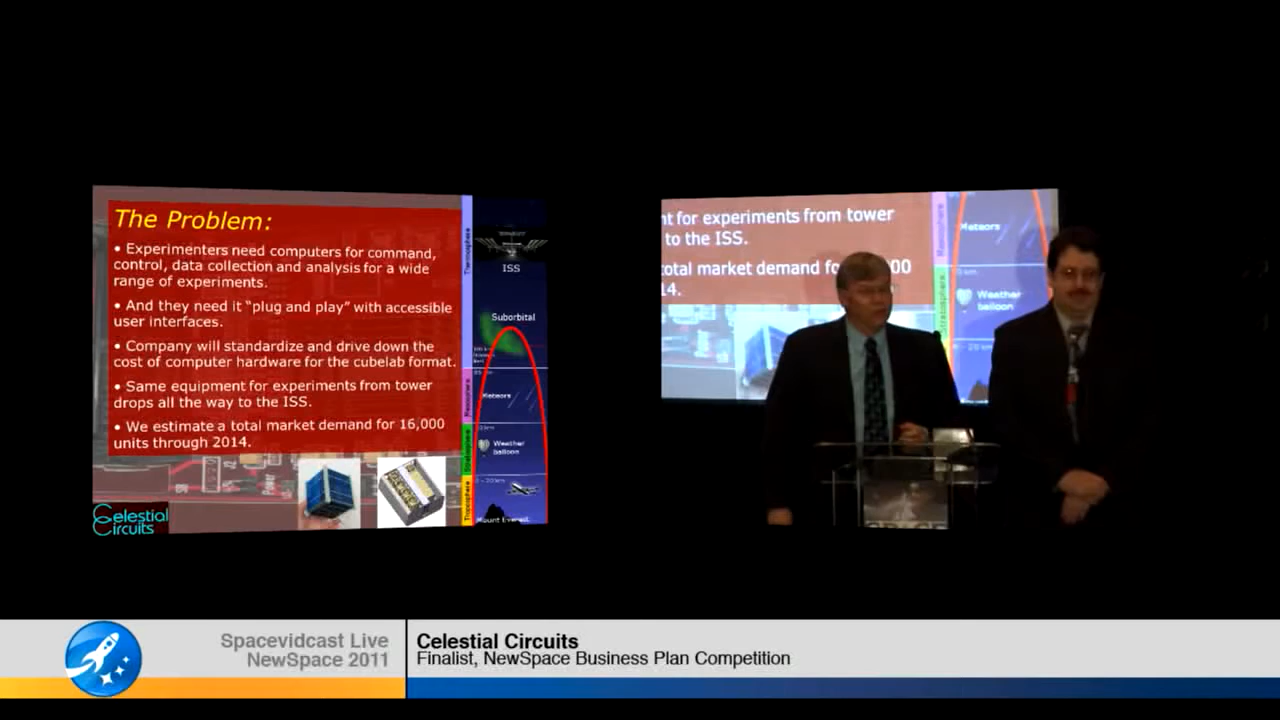 The Problem:
• Experimenters need computers for command,
control, data collection and analysis for a wide
range of experiments.
• And they need it “plug and play” with accessible
user interfaces.
• Company will standardize and drive down the
cost of computer hardware for the cubelab format.
• Same equipment for experiments from tower
drops all the way to the ISS.
• We estimate a total market demand for 16,000
units through 2014.
Celestial
Circuits
Thermosphere
ISS
Suborbital
Mesosphere
Meteors
Stratosphere
Weather
balloon
Troposphere
Mount Everest
Power
nt for experiments from tower
to the ISS.
total market demand fo
00
14.
Mesosphere
Meteors
Stratosphere
Weather
balloon
SPACE
Spacevidcast Live
NewSpace 2011
Celestial Circuits
Finalist, NewSpace Business Plan Competition